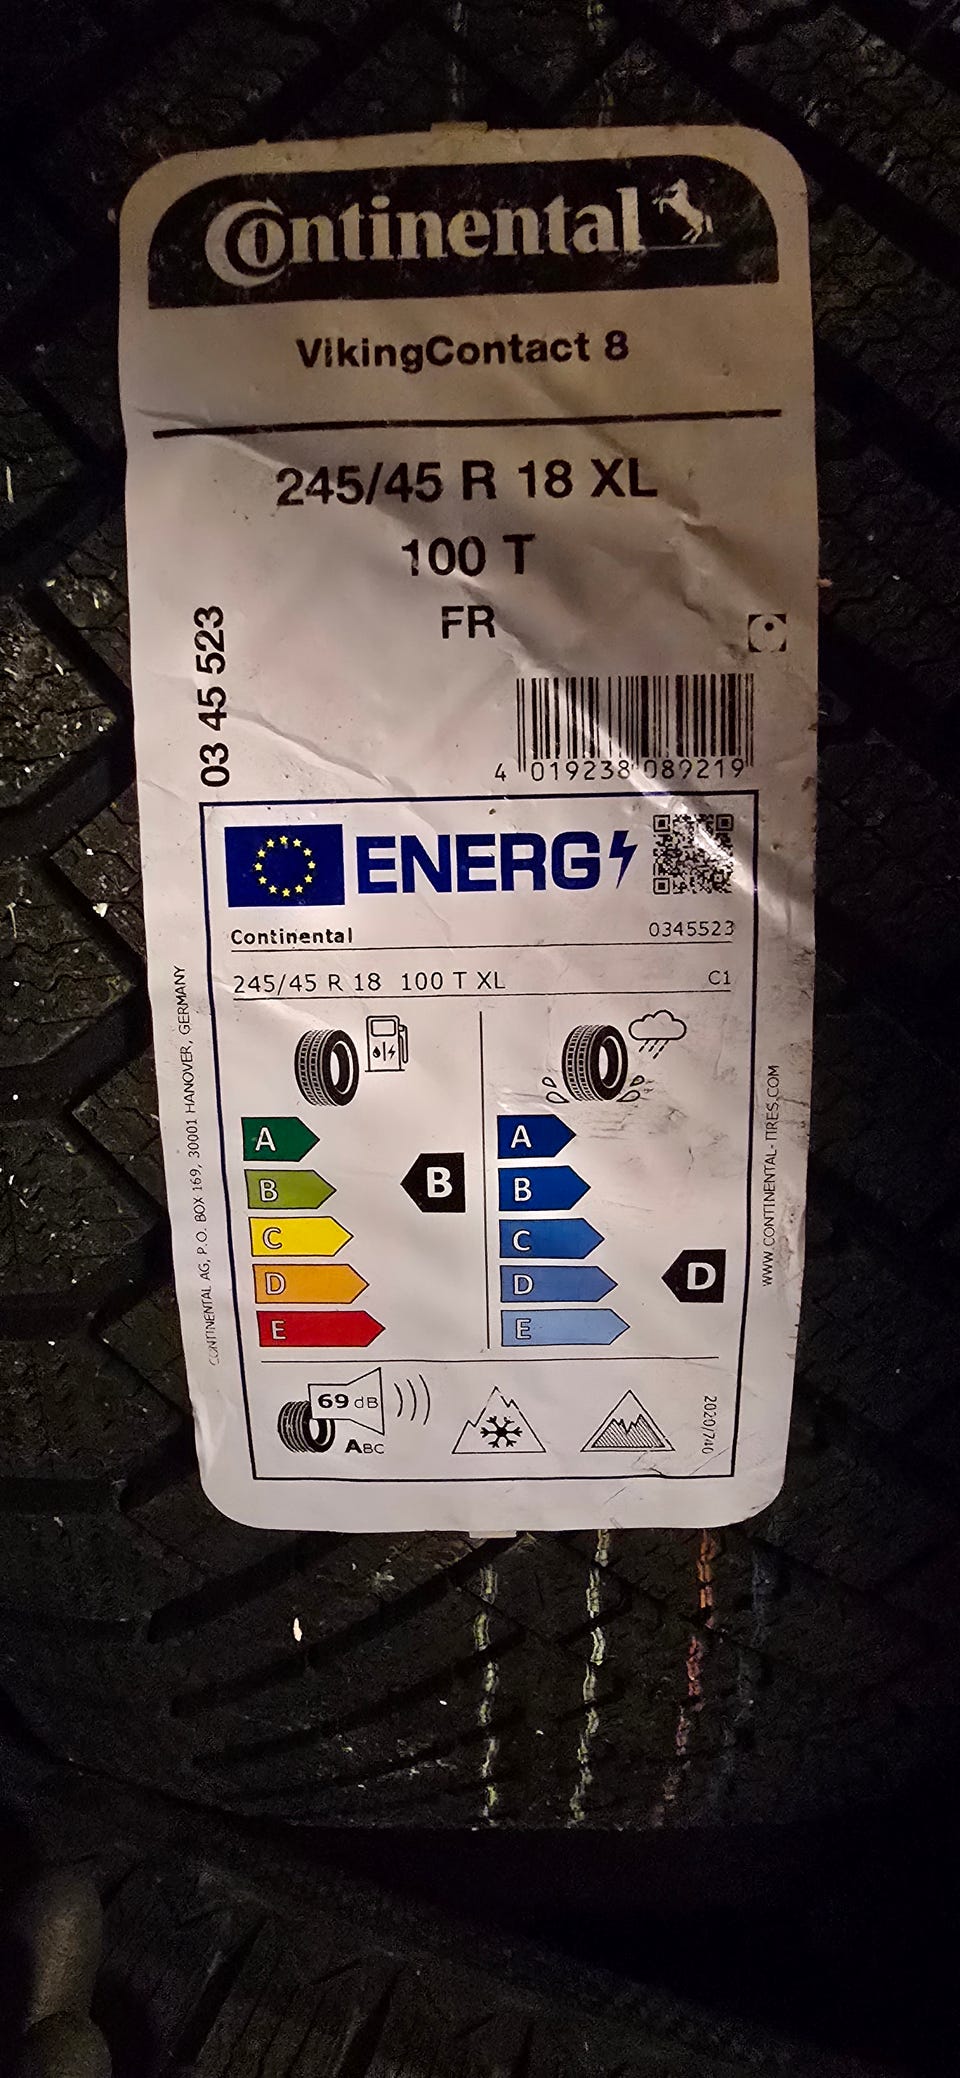 Continental
VikingContact 8
245/45 R 18 XL
100 T
FR
03 45 523
4 019238 089219
ENERG
Continental 0345523
245/45 R 18 100 T XL C1
A
B
C
D
E
B
A
B
C
D
E
D
69 dB
ABC
2020/740
CONTINENTAL AG, P.O. BOX 169, 30001 HANOVER, GERMANY
WWW.CONTINENTAL-TIRES.COM